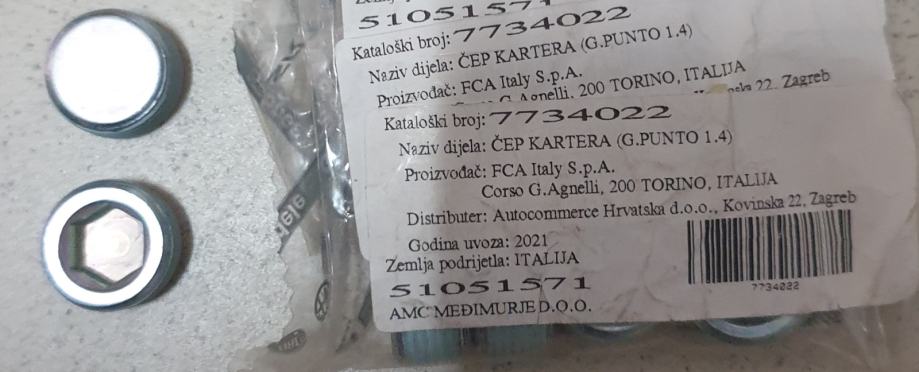 51051571
Kataloški broj: 7734022
Naziv dijela: ČEP KARTERA (G.PUNTO 1.4)
Proizvođač: FCA Italy S.p.A.
Corso G.Agnelli, 200 TORINO, ITALIJA
22, Zagreb
Kataloški broj: 7734022
Naziv dijela: ČEP KARTERA (G.PUNTO 1.4)
Proizvođač: FCA Italy S.p.A.
Corso G.Agnelli, 200 TORINO, ITALIJA
Distributer: Autocommerce Hrvatska d.o.o., Kovinska 22, Zagreb
Godina uvoza: 2021
Zemlja podrijetla: ITALIJA
51051571
7734022
AMC MEĐIMURJE D.O.O.